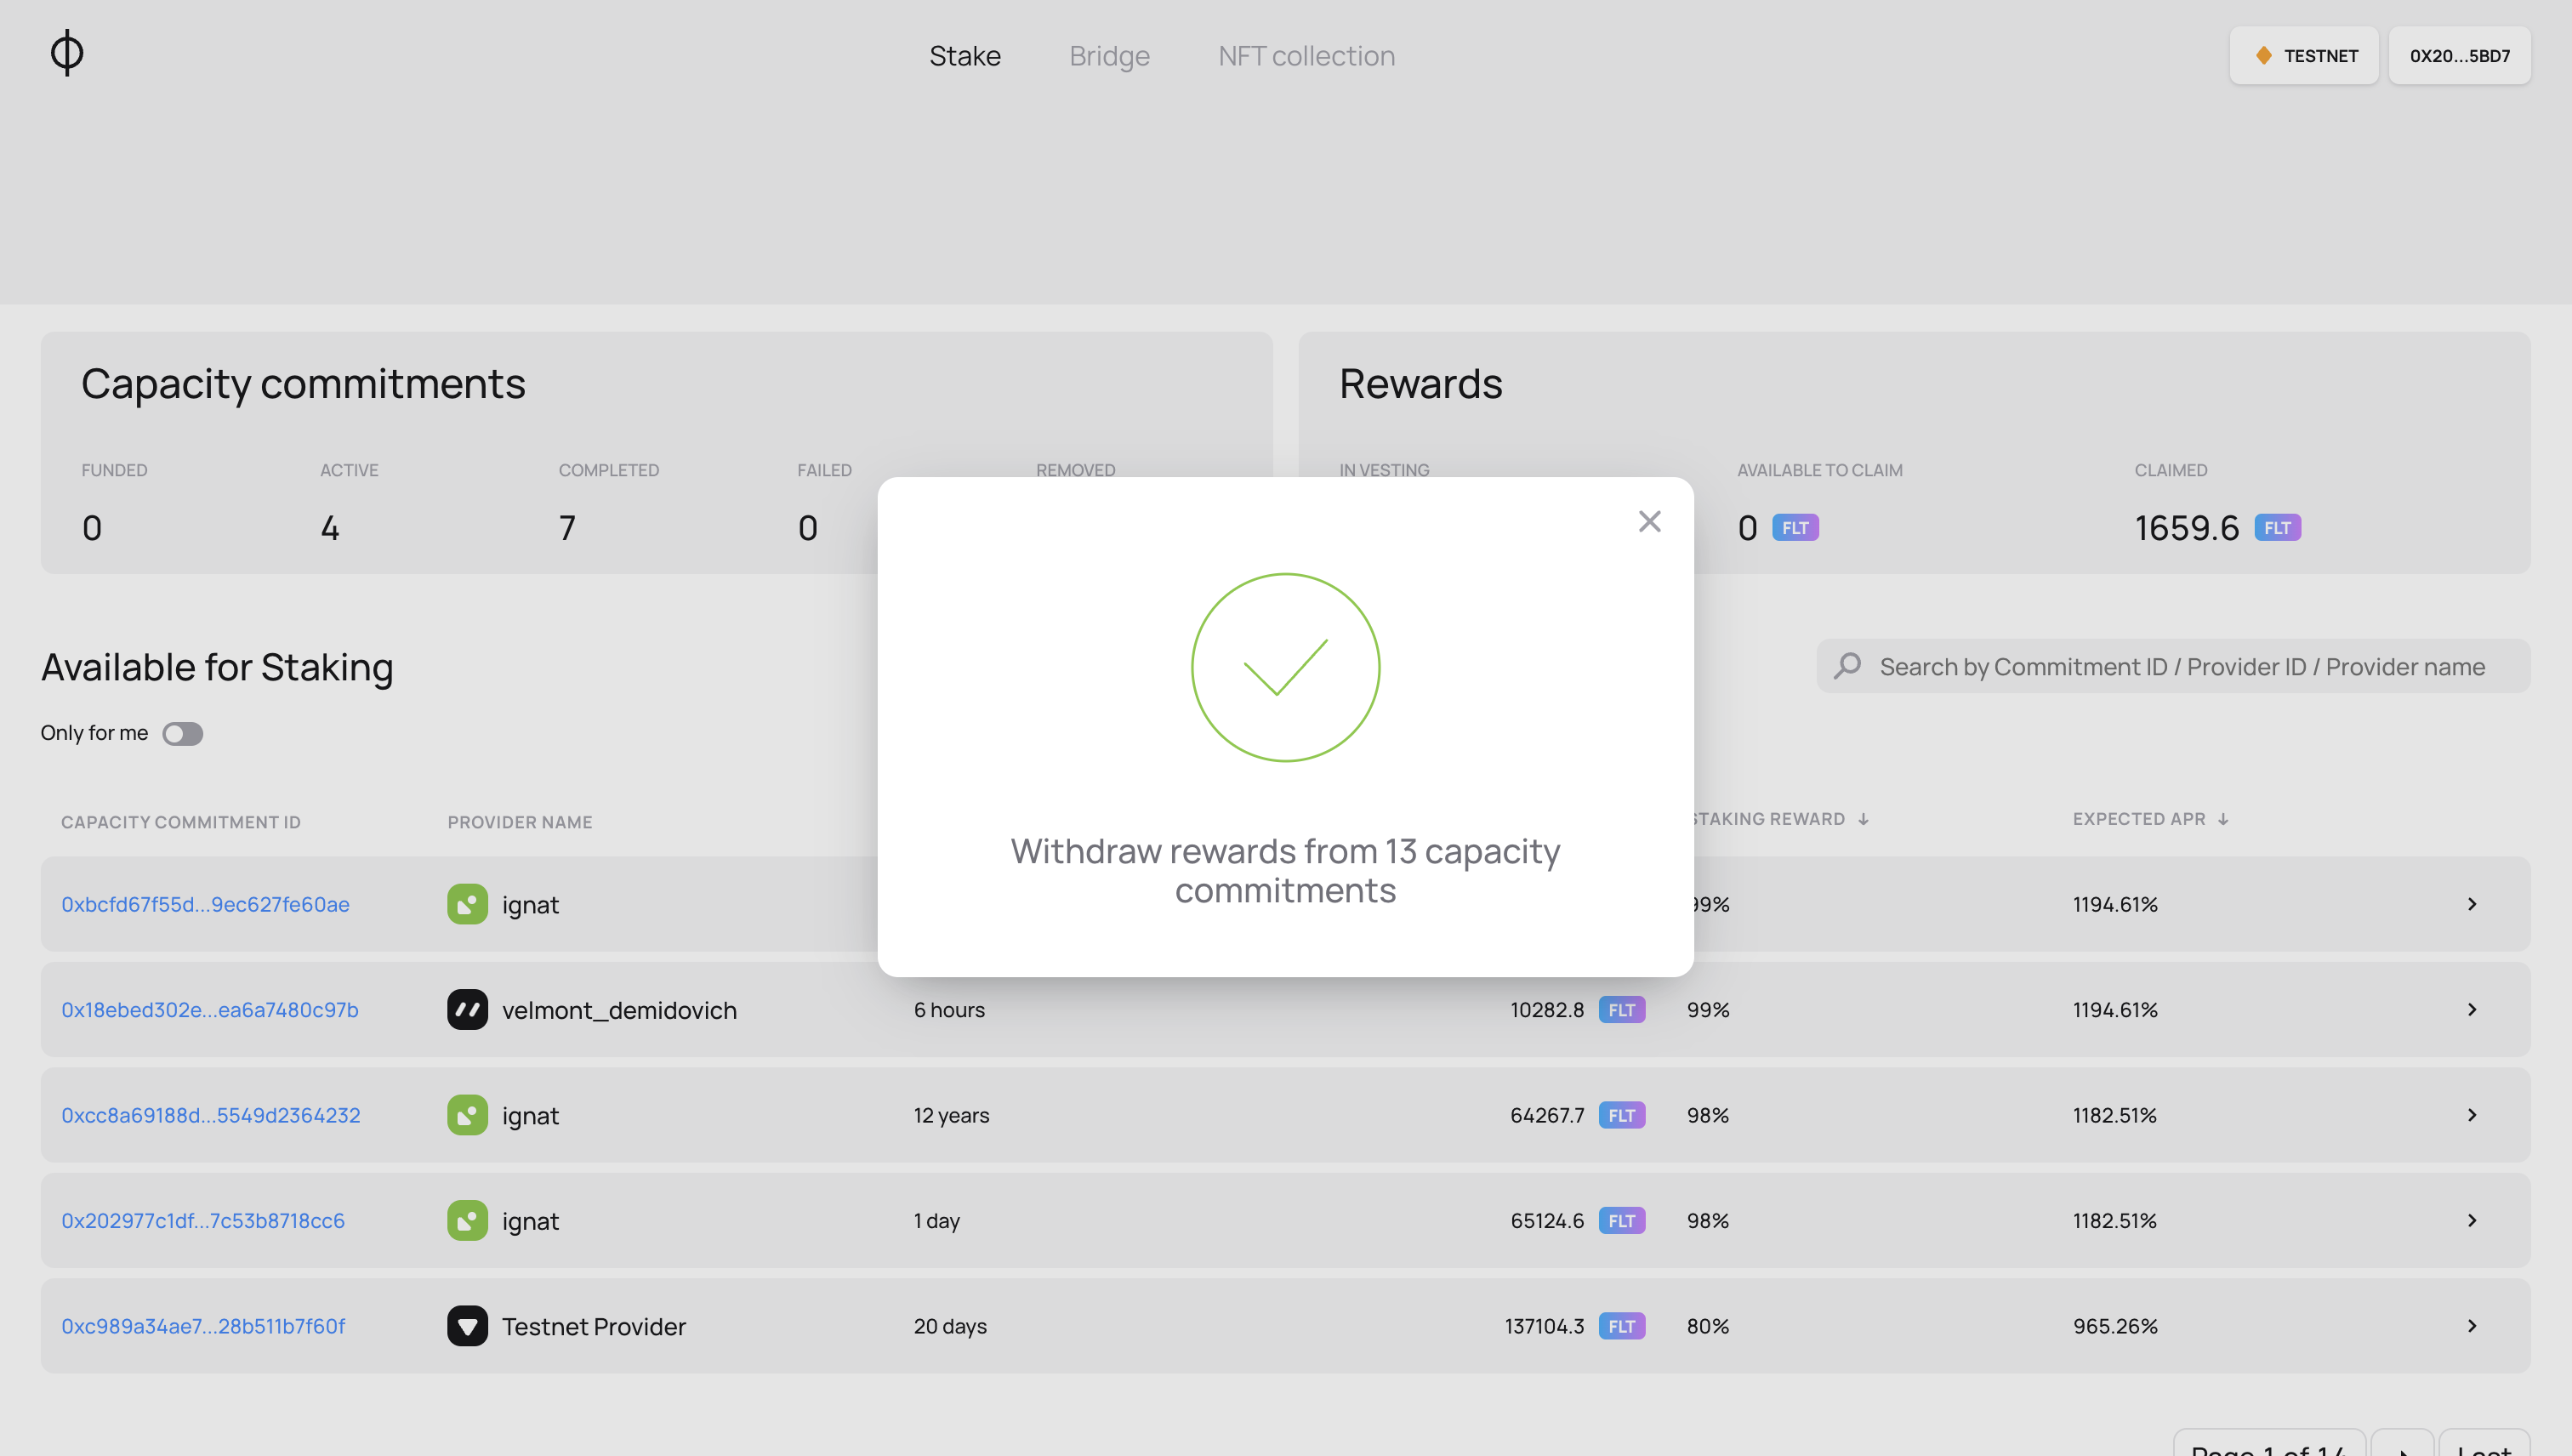 Stake
Bridge
NFT collection
TESTNET
0X20...5BD7
Capacity commitments
FUNDED
ACTIVE
COMPLETED
FAILED
REMOVED
0
4
7
0
Rewards
IN VESTING
AVAILABLE TO CLAIM
CLAIMED
0 FLT
1659.6 FLT
Withdraw rewards from 13 capacity
commitments
Available for Staking
Search by Commitment ID / Provider ID / Provider name
Only for me
CAPACITY COMMITMENT ID
PROVIDER NAME
STAKING REWARD ↓
EXPECTED APR ↓
0xbcfd67f55d...9ec627fe60ae
ignat
99%
1194.61%
0x18ebed302e...ea6a7480c97b
velmont_demidovich
6 hours
10282.8 FLT
99%
1194.61%
0xcc8a69188d...5549d2364232
ignat
12 years
64267.7 FLT
98%
1182.51%
0x202977c1df...7c53b8718cc6
ignat
1 day
65124.6 FLT
98%
1182.51%
0xc989a34ae7...28b511b7f60f
Testnet Provider
20 days
137104.3 FLT
80%
965.26%
Page 1 of 14
Last